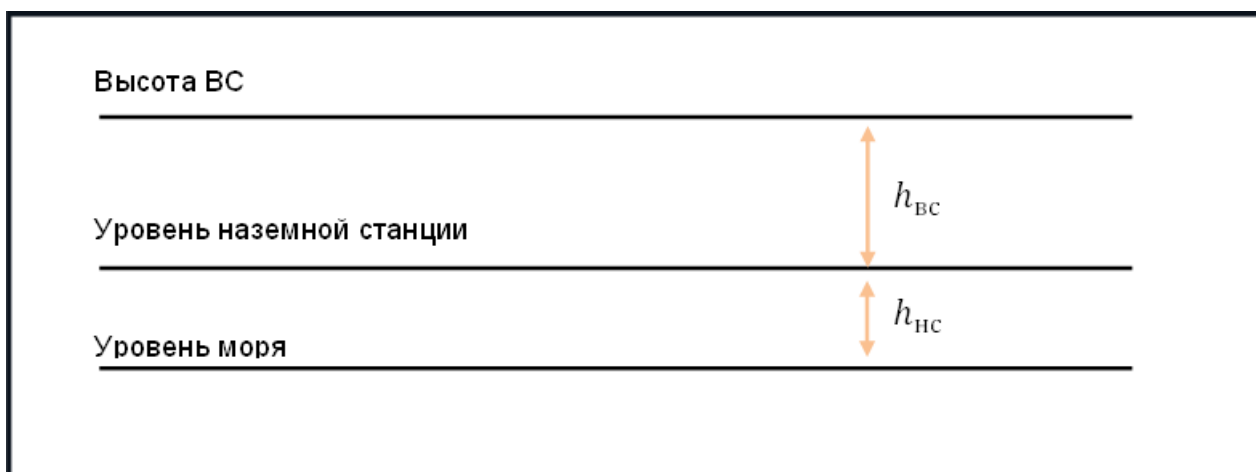 Высота ВС
hвс
Уровень наземной станции
hнс
Уровень моря